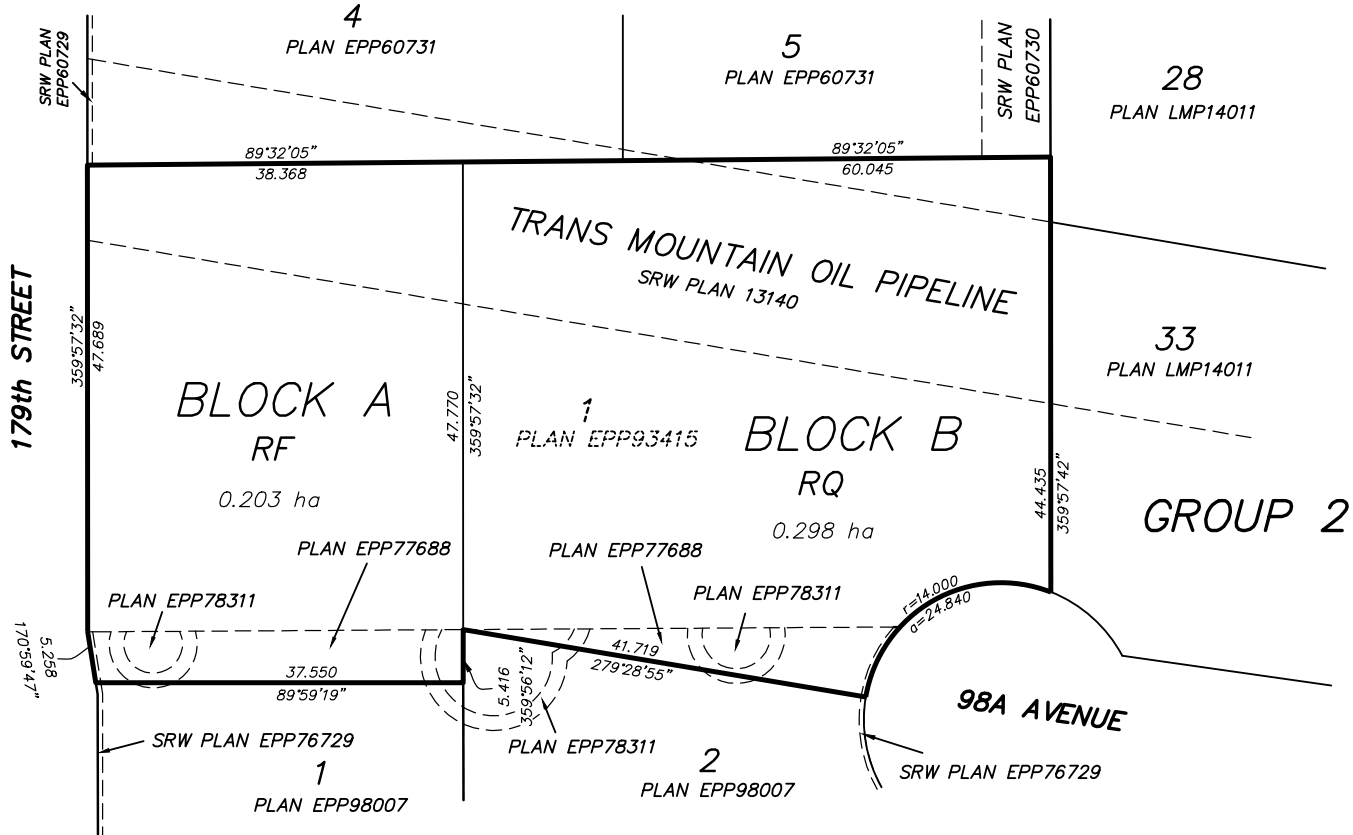 SRW PLAN
EPP60729
4
PLAN EPP60731
5
PLAN EPP60731
SRW PLAN
EPP60730
28
PLAN LMP14011
89°32'05"
38.368
89°32'05"
60.045
TRANS MOUNTAIN OIL PIPELINE
SRW PLAN 13140
179th STREET
359°57'32"
47.689
BLOCK A
RF
0.203 ha
47.770
359°57'32"
1
PLAN EPP93415
BLOCK B
RQ
0.298 ha
33
PLAN LMP14011
44.435
359°57'42"
GROUP 2
PLAN EPP77688
PLAN EPP77688
PLAN EPP78311
PLAN EPP78311
r=14.000
a=24.840
5.258
170°59'47"
37.550
89°59'19"
5.416
359°56'12"
41.719
279°28'55"
98A AVENUE
SRW PLAN EPP76729
PLAN EPP78311
1
PLAN EPP98007
2
PLAN EPP98007
SRW PLAN EPP76729